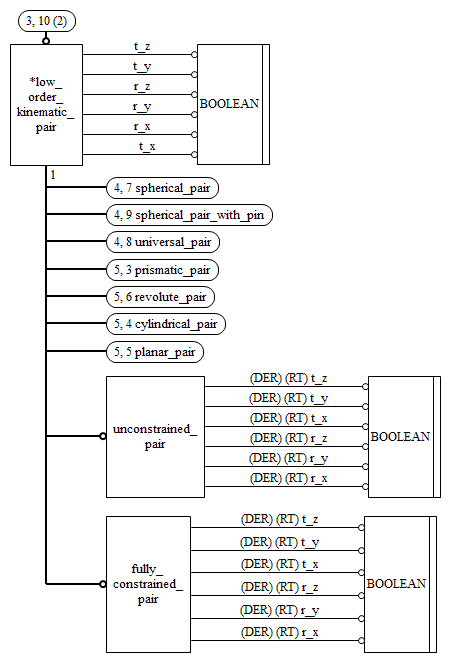 3, 10 (2)
*low_
order_
kinematic_
pair
t_z
t_y
r_z
r_y
r_x
t_x
BOOLEAN
1
4, 7 spherical_pair
4, 9 spherical_pair_with_pin
4, 8 universal_pair
5, 3 prismatic_pair
5, 6 revolute_pair
5, 4 cylindrical_pair
5, 5 planar_pair
unconstrained_
pair
(DER) (RT) t_z
(DER) (RT) t_y
(DER) (RT) t_x
(DER) (RT) r_z
(DER) (RT) r_y
(DER) (RT) r_x
BOOLEAN
fully_
constrained_
pair
(DER) (RT) t_z
(DER) (RT) t_y
(DER) (RT) t_x
(DER) (RT) r_z
(DER) (RT) r_y
(DER) (RT) r_x
BOOLEAN